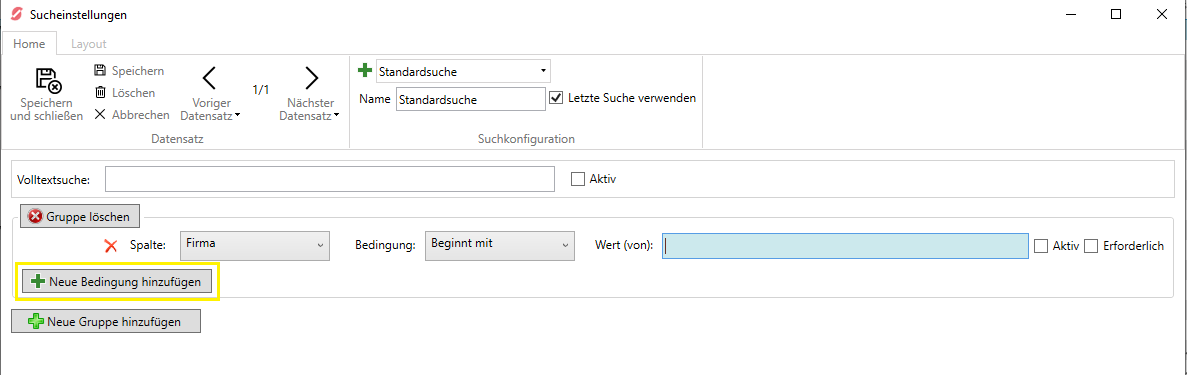 Sucheinstellungen
Home Layout
Speichern und schließen
Speichern
Löschen
Abbrechen
Voriger Datensatz
1/1
Nächster Datensatz
Datensatz
Standardsuche
Name Standardsuche Letzte Suche verwenden
Suchkonfiguration
Volltextsuche: Aktiv
Gruppe löschen
Spalte: Firma Bedingung: Beginnt mit Wert (von): Aktiv Erforderlich
Neue Bedingung hinzufügen
Neue Gruppe hinzufügen